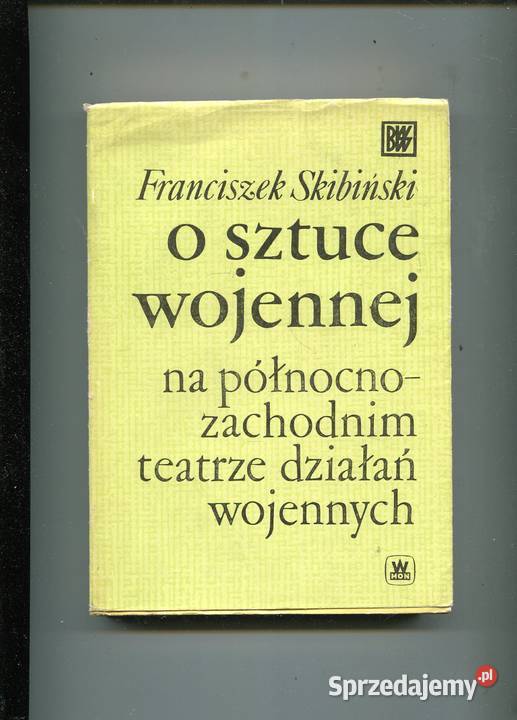 BWW
Franciszek Skibiński
o sztuce
wojennej
na północno-
zachodnim
teatrze działań
wojennych
W
MON
Sprzedajemy.pl